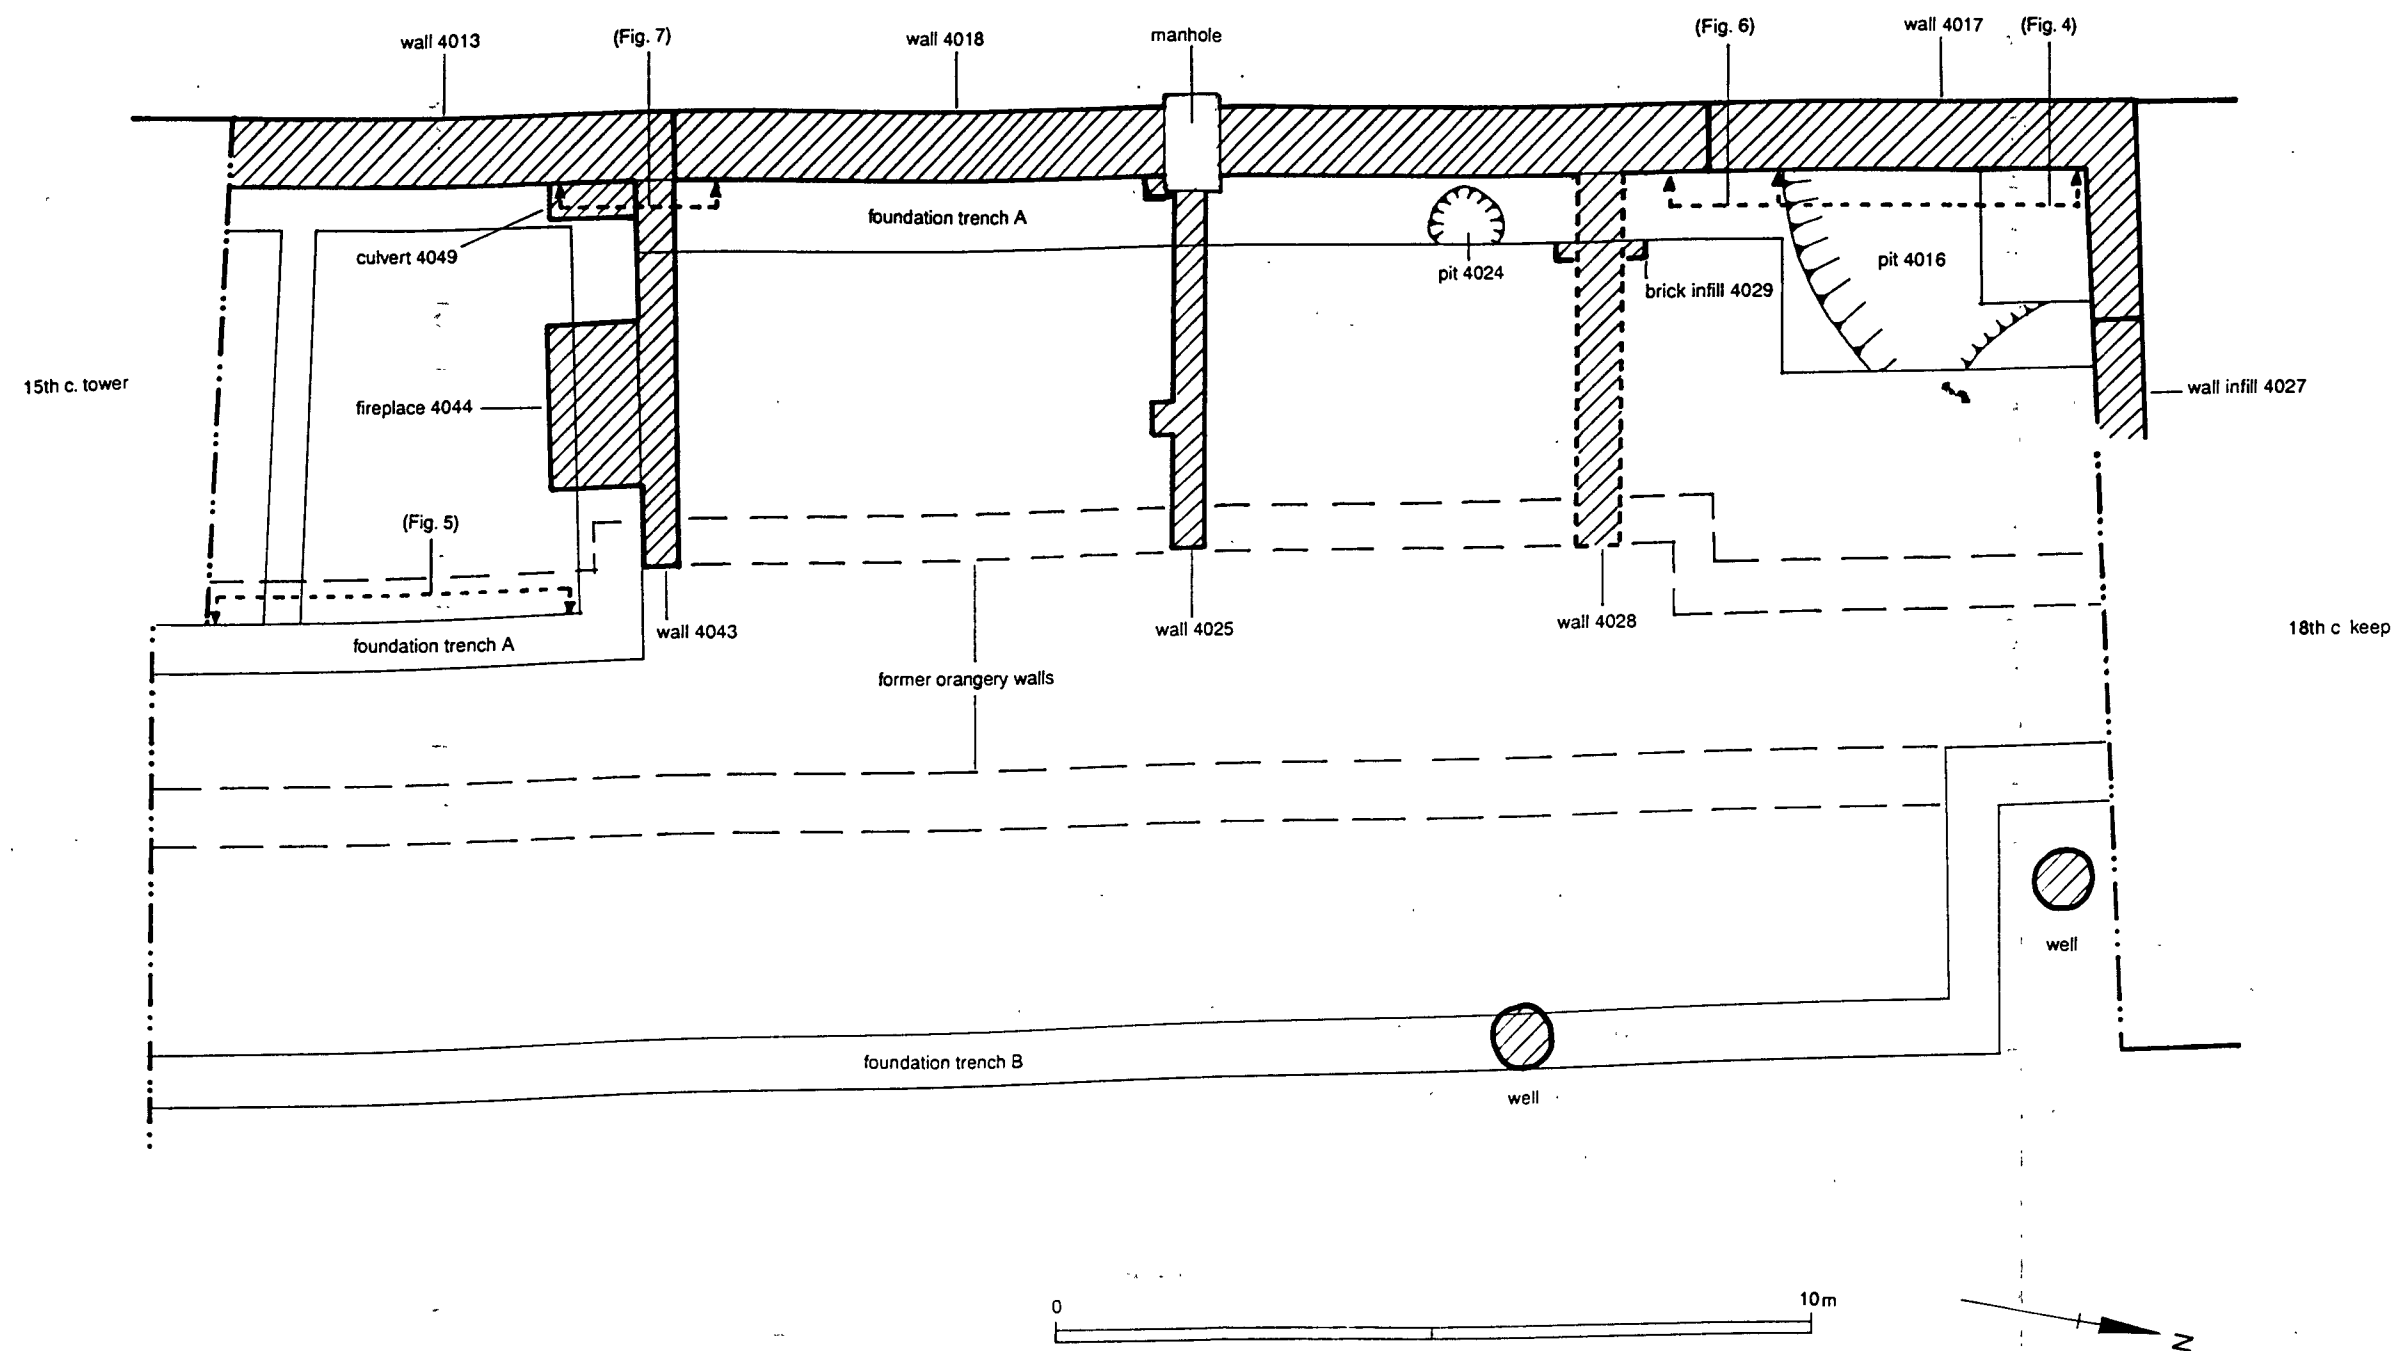 wall 4013
(Fig. 7)
wall 4018
manhole
(Fig. 6)
wall 4017
(Fig. 4)
foundation trench A
culvert 4049
pit 4024
pit 4016
brick infill 4029
15th c. tower
fireplace 4044
wall infill 4027
(Fig. 5)
foundation trench A
wall 4043
wall 4025
wall 4028
18th c keep
former orangery walls
well
foundation trench B
well
0
10m
N